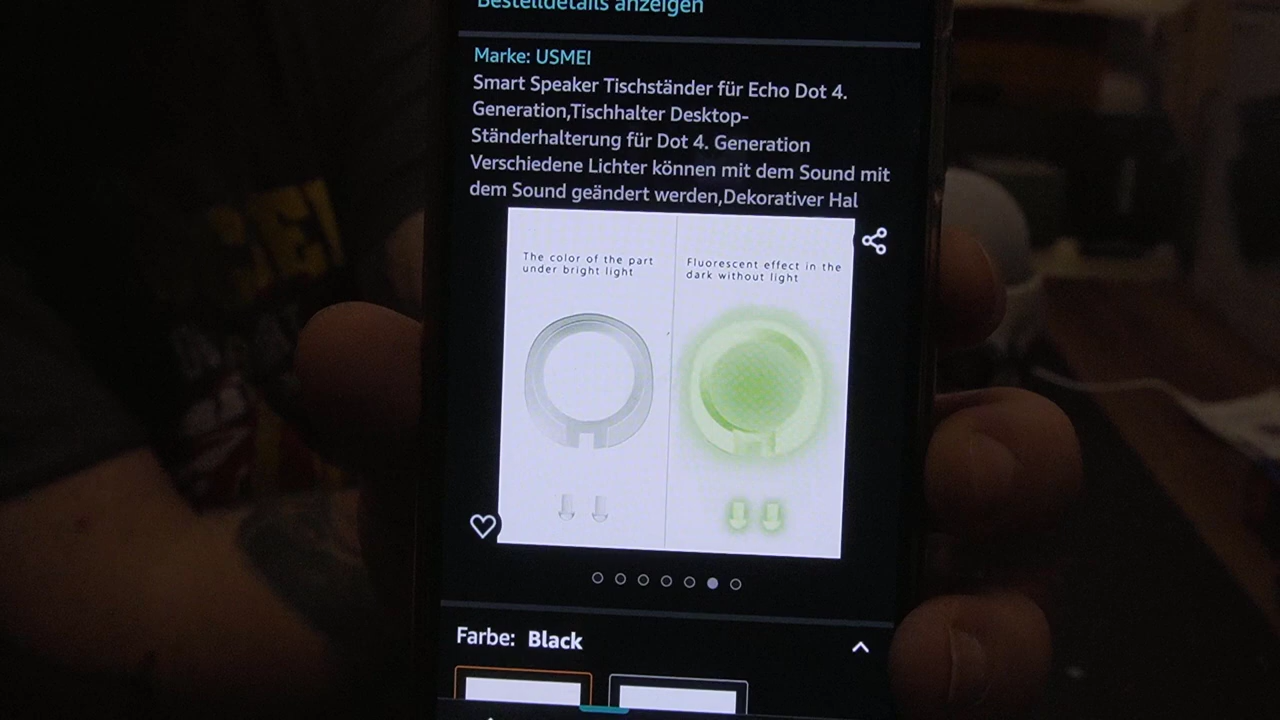 Bestelldetails anzeigen
Marke: USMEI
Smart Speaker Tischständer für Echo Dot 4.
Generation,Tischhalter Desktop-
Ständerhalterung für Dot 4. Generation
Verschiedene Lichter können mit dem Sound mit
dem Sound geändert werden,Dekorativer Hal
The color of the part
under bright light
Fluorescent effect in the
dark without light
Farbe: Black